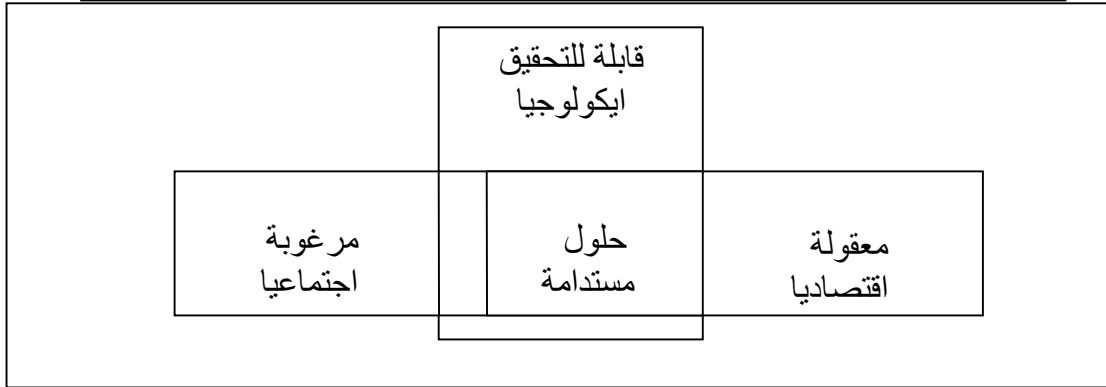 قابلة للتحقيق
ايكولوجيا
معقولة
اقتصاديا
حلول
مستدامة
مرغوبة
اجتماعيا